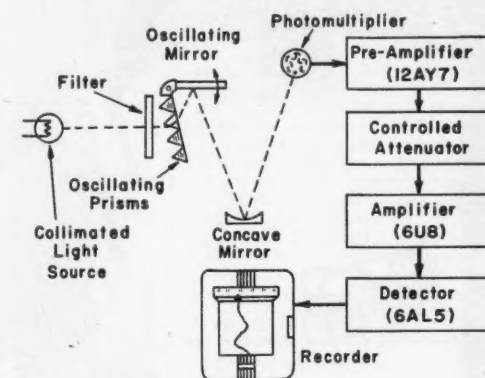 Photomultiplier
Oscillating
Mirror
Filter
Pre-Amplifier
(12AY7)
Controlled
Attenuator
Oscillating
Prisms
Collimated
Light
Source
Concave
Mirror
Amplifier
(6U8)
Detector
(6AL5)
Recorder